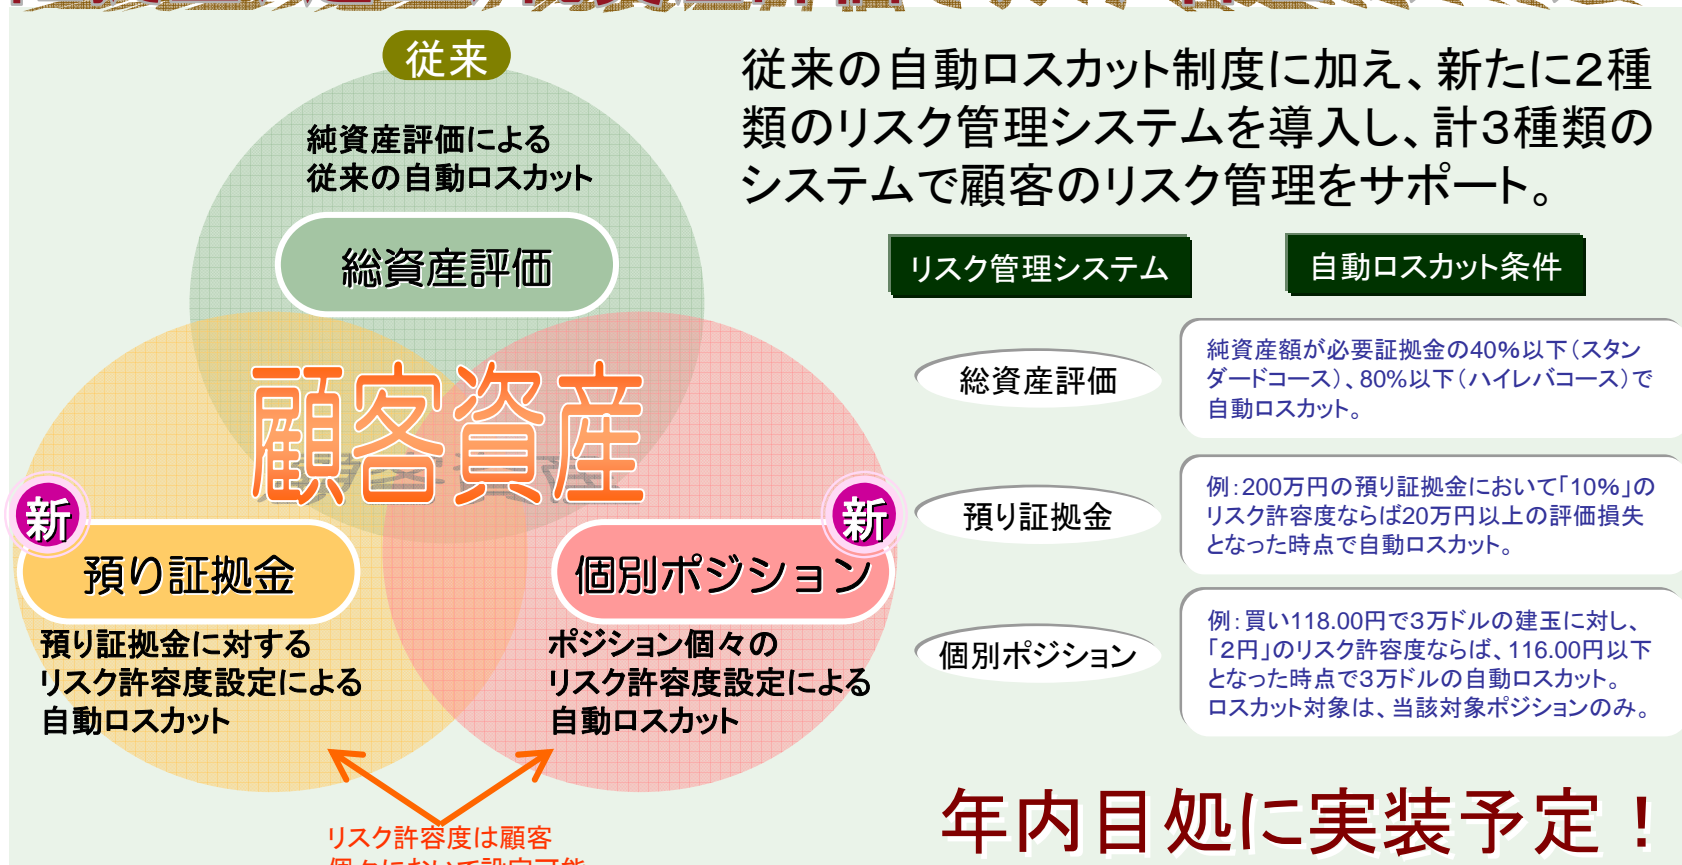 従来
純資産評価による
従来の自動ロスカット
総資産評価
顧客資産
新
預り証拠金
預り証拠金に対する
リスク許容度設定による
自動ロスカット
新
個別ポジション
ポジション個々の
リスク許容度設定による
自動ロスカット
リスク許容度は顧客
個々において設定可能
従来の自動ロスカット制度に加え、新たに2種
類のリスク管理システムを導入し、計3種類の
システムで顧客のリスク管理をサポート。
リスク管理システム
自動ロスカット条件
総資産評価
純資産額が必要証拠金の40%以下(スタン
ダードコース)、80%以下(ハイレバコース)で
自動ロスカット。
預り証拠金
例:200万円の預り証拠金において「10%」の
リスク許容度ならば20万円以上の評価損失
となった時点で自動ロスカット。
個別ポジション
例:買い118.00円で3万ドルの建玉に対し、
「2円」のリスク許容度ならば、116.00円以下
となった時点で3万ドルの自動ロスカット。
ロスカット対象は、当該対象ポジションのみ。
年内目処に実装予定!